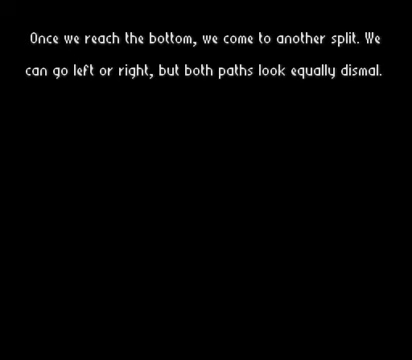 Once we reach the bottom, we come to another split. We
can go left or right, but both paths look equally dismal.